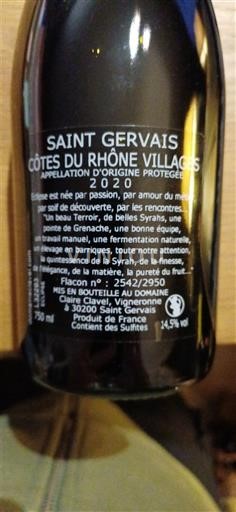 SAINT GERVAIS
CÔTES DU RHÔNE VILLAGES
APPELLATION D'ORIGINE PROTEGÉE
2020
Eclipse est née par passion, par amour du
par soif de découverte, par les rencontres...
"Un beau Terroir, de belles Syrahs, une
pointe de Grenache, une bonne équipe,
un travail manuel, une fermentation naturelle,
un élevage en barriques, toute notre attention,
la quintessence de la Syrah, de la finesse,
de l'élégance, de la matière, la pureté du fruit..."
Flacon n° : 2542/2950
MIS EN BOUTEILLE AU DOMAINE
Claire Clavel, Vigneronne
à 30200 Saint Gervais
Produit de France
Contient des Sulfites
750 ml
14,5% vol